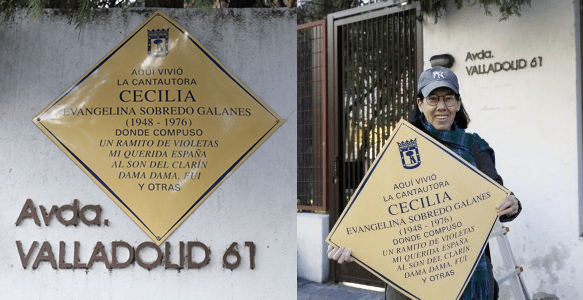 AQUÍ VIVIÓ
LA CANTAUTORA
CECILIA
EVANGELINA SOBREDO GALANES
(1948 - 1976)
DONDE COMPUSO
UN RAMITO DE VIOLETAS
MI QUERIDA ESPAÑA
AL SON DEL CLARÍN
DAMA DAMA, FUI
Y OTRAS
Avda.
VALLADOLID 61
Avda.
VALLADOLID 61
AQUÍ VIVIÓ
LA CANTAUTORA
CECILIA
EVANGELINA SOBREDO GALANES
(1948 - 1976)
DONDE COMPUSO
UN RAMITO DE VIOLETAS
MI QUERIDA ESPAÑA
AL SON DEL CLARÍN
DAMA DAMA, FUI
Y OTRAS